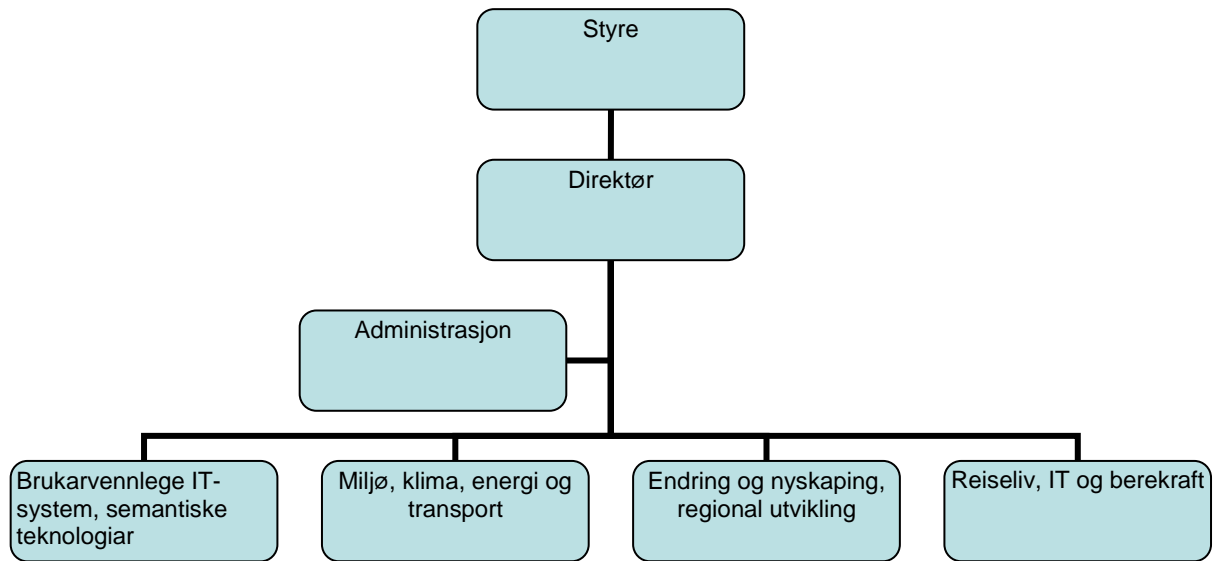 Styre
Direktør
Administrasjon
Brukarvennlege IT-
system, semantiske
teknologiar
Miljø, klima, energi og
transport
Endring og nyskaping,
regional utvikling
Reiseliv, IT og berekraft